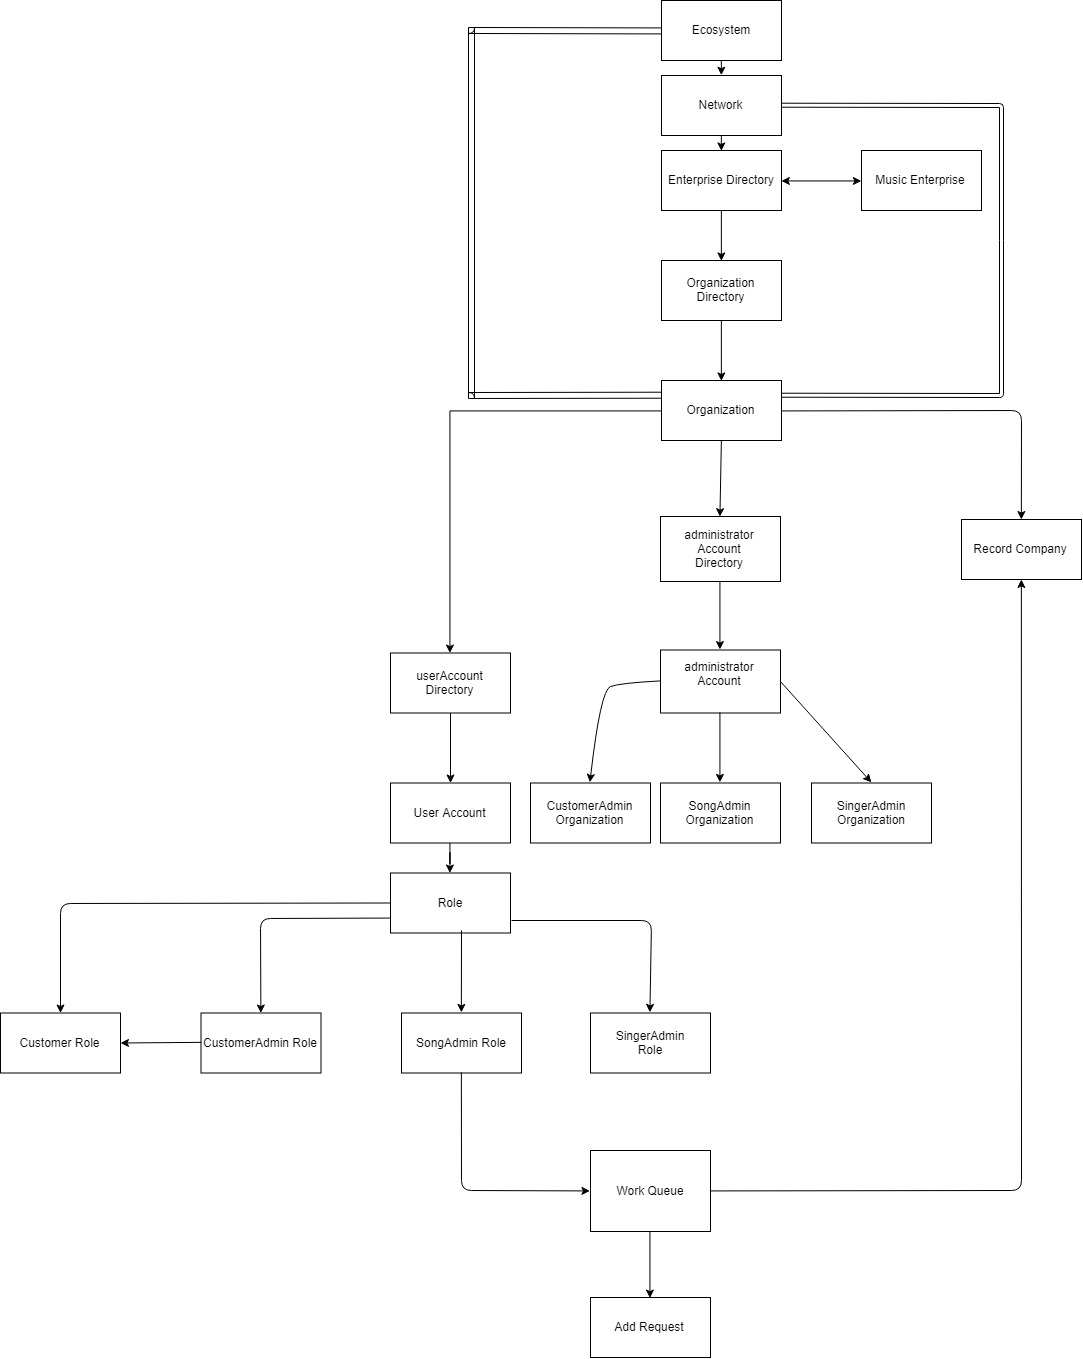 Ecosystem
Network
Enterprise Directory
Music Enterprise
Organization
Directory
Organization
administrator
Account
Directory
Record Company
userAccount
Directory
administrator
Account
User Account
CustomerAdmin
Organization
SongAdmin
Organization
SingerAdmin
Organization
Role
Customer Role
CustomerAdmin Role
SongAdmin Role
SingerAdmin
Role
Work Queue
Add Request